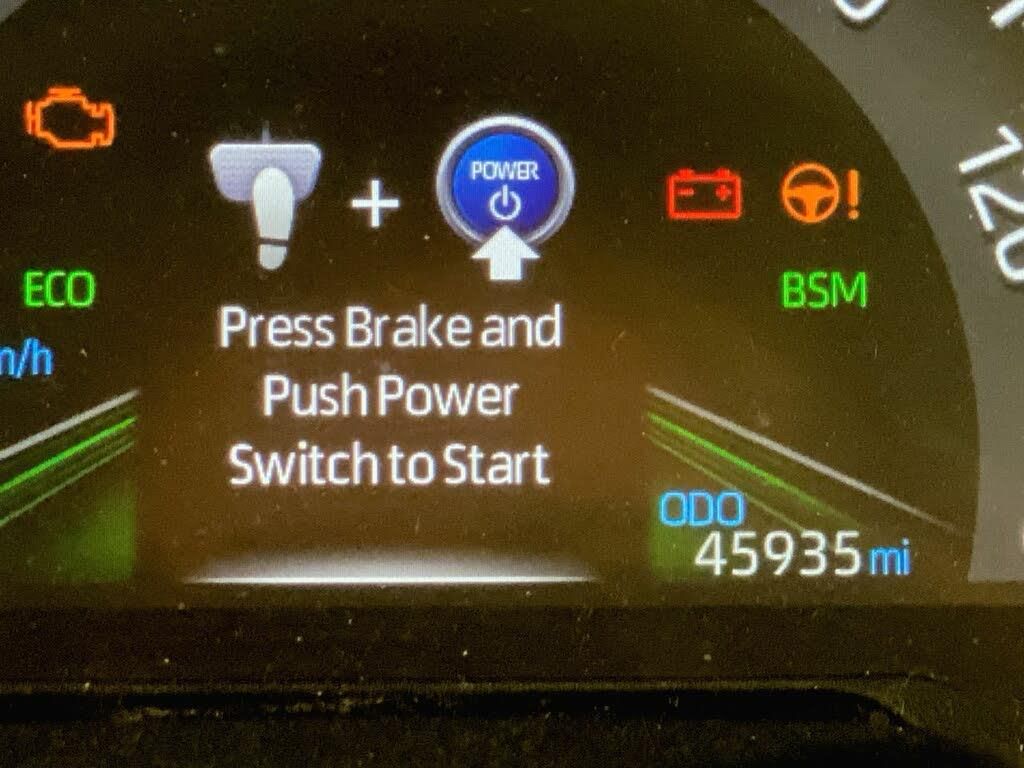 POWER
ECO
BSM
Press Brake and
Push Power
Switch to Start
ODO
45935 mi
120